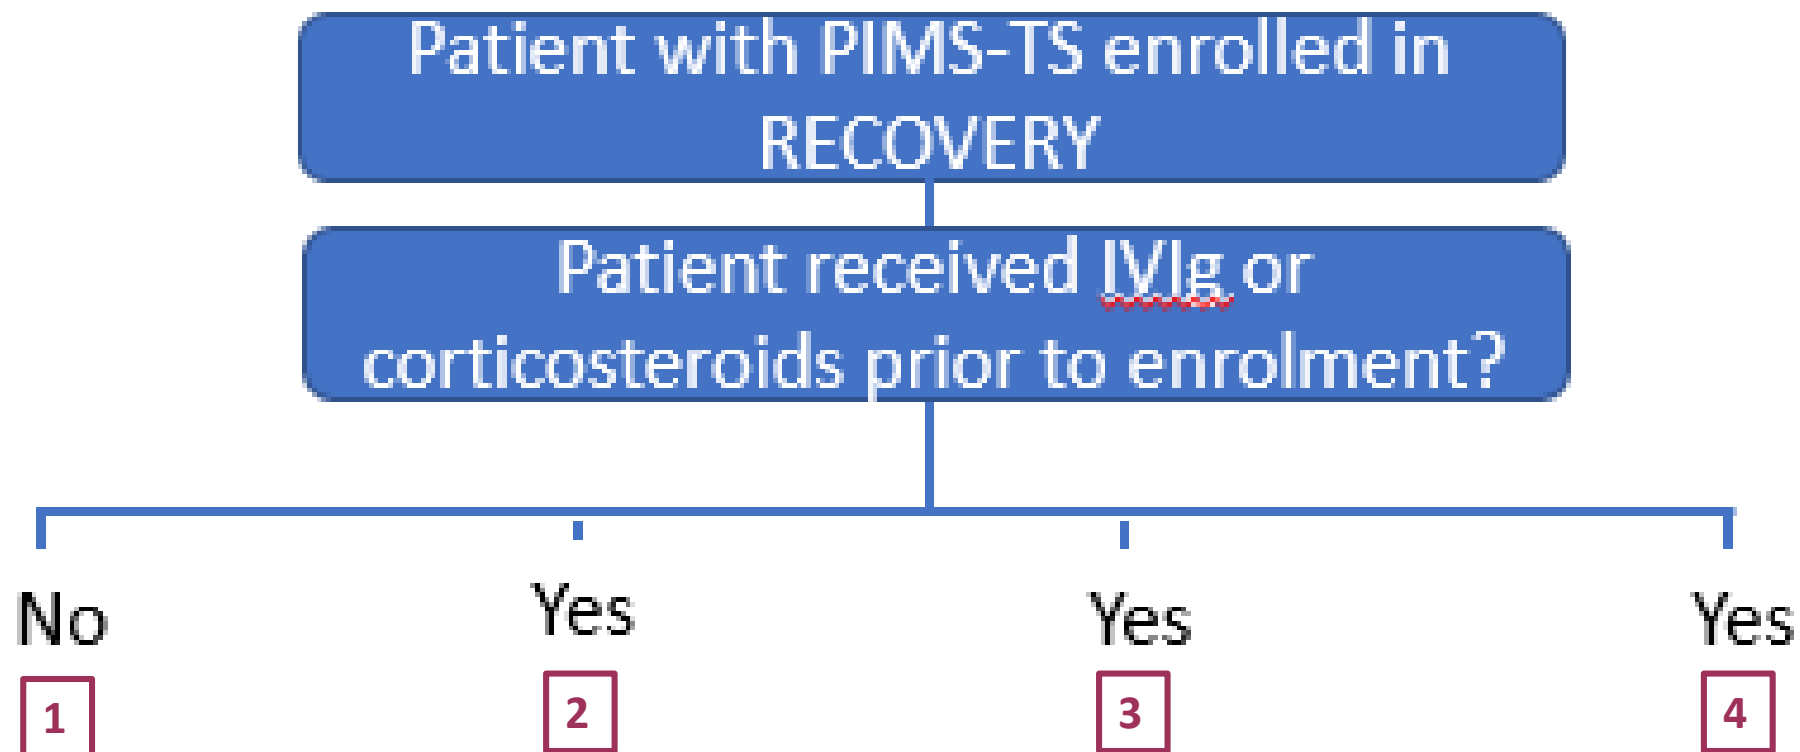 Patient with PIMS-TS enrolled in
RECOVERY
Patient received IVIg or
corticosteroids prior to enrolment?
No
Yes
Yes
Yes
1
2
3
4